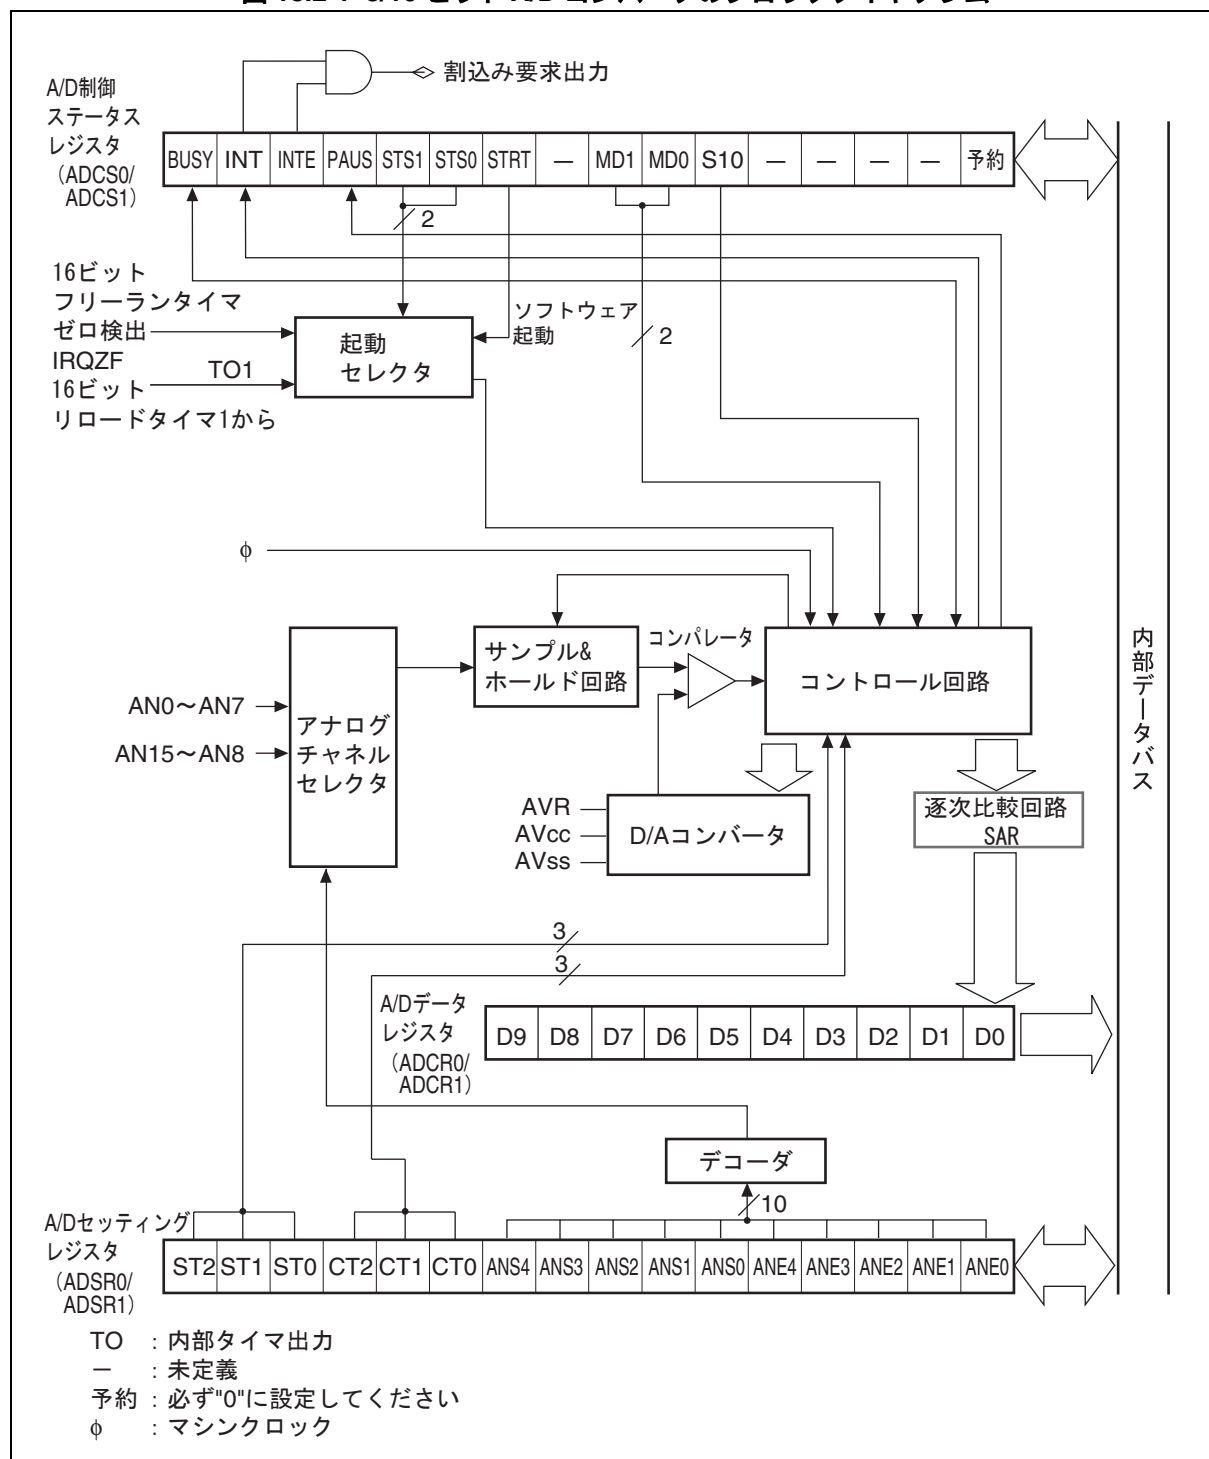 割込み要求出力
A/D制御
ステータス
レジスタ
(ADCS0/
ADCS1)
BUSY INT INTE PAUS STS1 STS0 STRT — MD1 MD0 S10 — — — — 予約
2
16ビット
フリーランタイマ
ゼロ検出
IRQZF
16ビット
リロードタイマ1から
TO1
起動
セレクタ
ソフトウェア
起動
2
φ
AN0～AN7
AN15～AN8
アナログ
チャネル
セレクタ
サンプル&
ホールド回路
コンパレータ
コントロール回路
AVR
AVcc
AVss
D/Aコンバータ
逐次比較回路
SAR
内部データバス
3
3
A/Dデータ
レジスタ
(ADCR0/
ADCR1)
D9 D8 D7 D6 D5 D4 D3 D2 D1 D0
デコーダ
10
A/Dセッティング
レジスタ
(ADSR0/
ADSR1)
ST2 ST1 ST0 CT2 CT1 CT0 ANS4 ANS3 ANS2 ANS1 ANS0 ANE4 ANE3 ANE2 ANE1 ANE0
TO : 内部タイマ出力
— : 未定義
予約 : 必ず"0"に設定してください
φ : マシンクロック